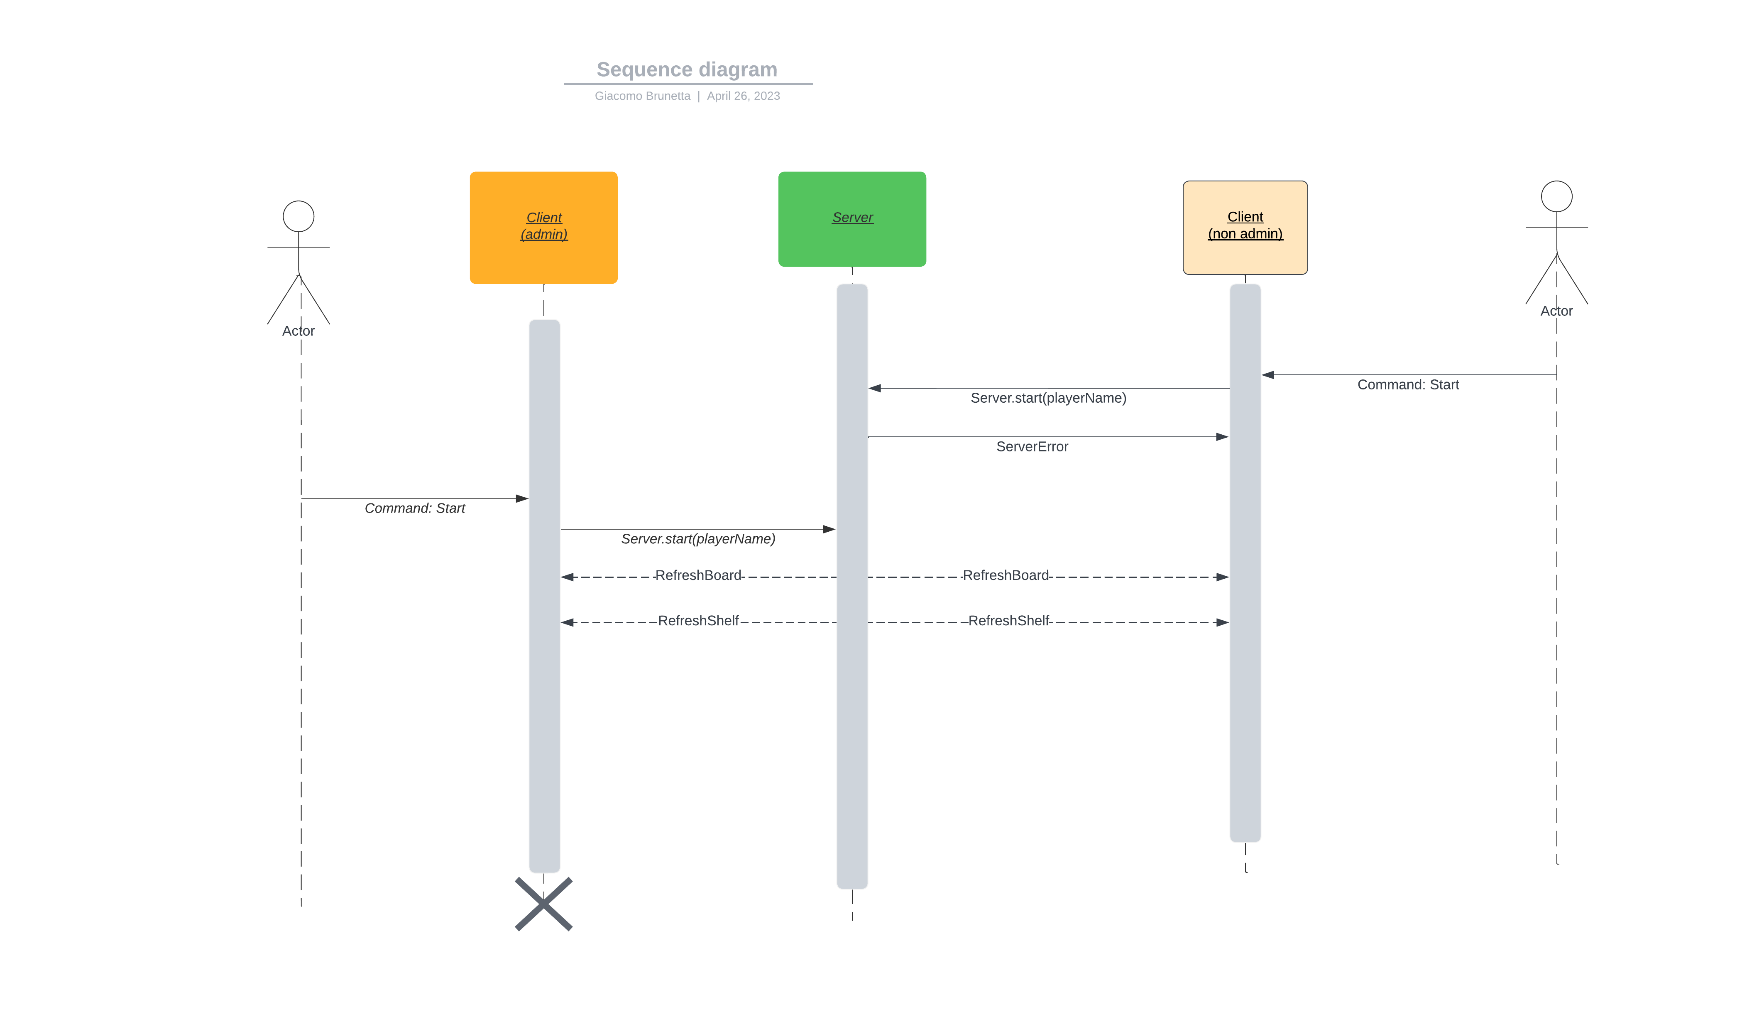 Sequence diagram
Giacomo Brunetta | April 26, 2023
Client
(admin)
Server
Client
(non admin)
Actor
Actor
Command: Start
Server.start(playerName)
ServerError
Command: Start
Server.start(playerName)
RefreshBoard
RefreshBoard
RefreshShelf
RefreshShelf